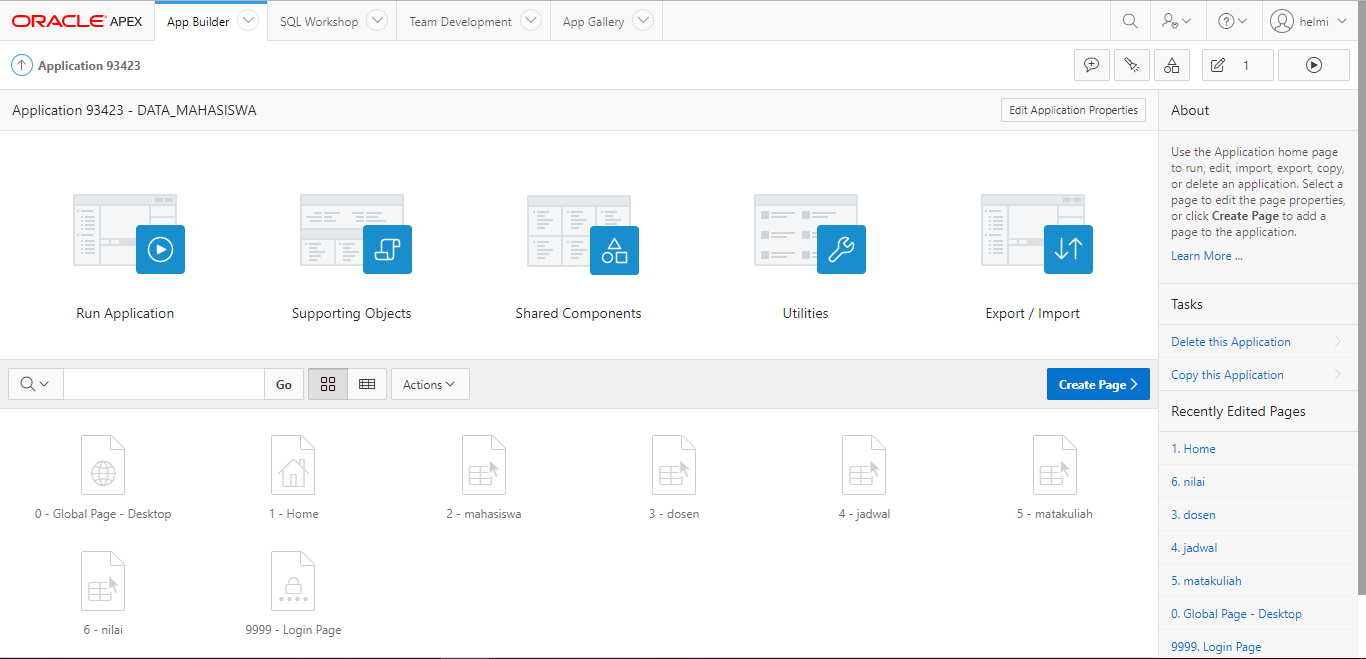 ORACLE APEX App Builder SQL Workshop Team Development App Gallery helmi
Application 93423 1
Application 93423 - DATA_MAHASISWA Edit Application Properties
Run Application Supporting Objects Shared Components Utilities Export / Import
Go Actions Create Page
0 - Global Page - Desktop 1 - Home 2 - mahasiswa 3 - dosen 4 - jadwal 5 - matakuliah
6 - nilai 9999 - Login Page
About
Use the Application home page
to run, edit, import, export, copy,
or delete an application. Select a
page to edit the page properties,
or click Create Page to add a
page to the application.
Learn More ...
Tasks
Delete this Application
Copy this Application
Recently Edited Pages
1. Home
6. nilai
3. dosen
4. jadwal
5. matakuliah
0. Global Page - Desktop
9999. Login Page